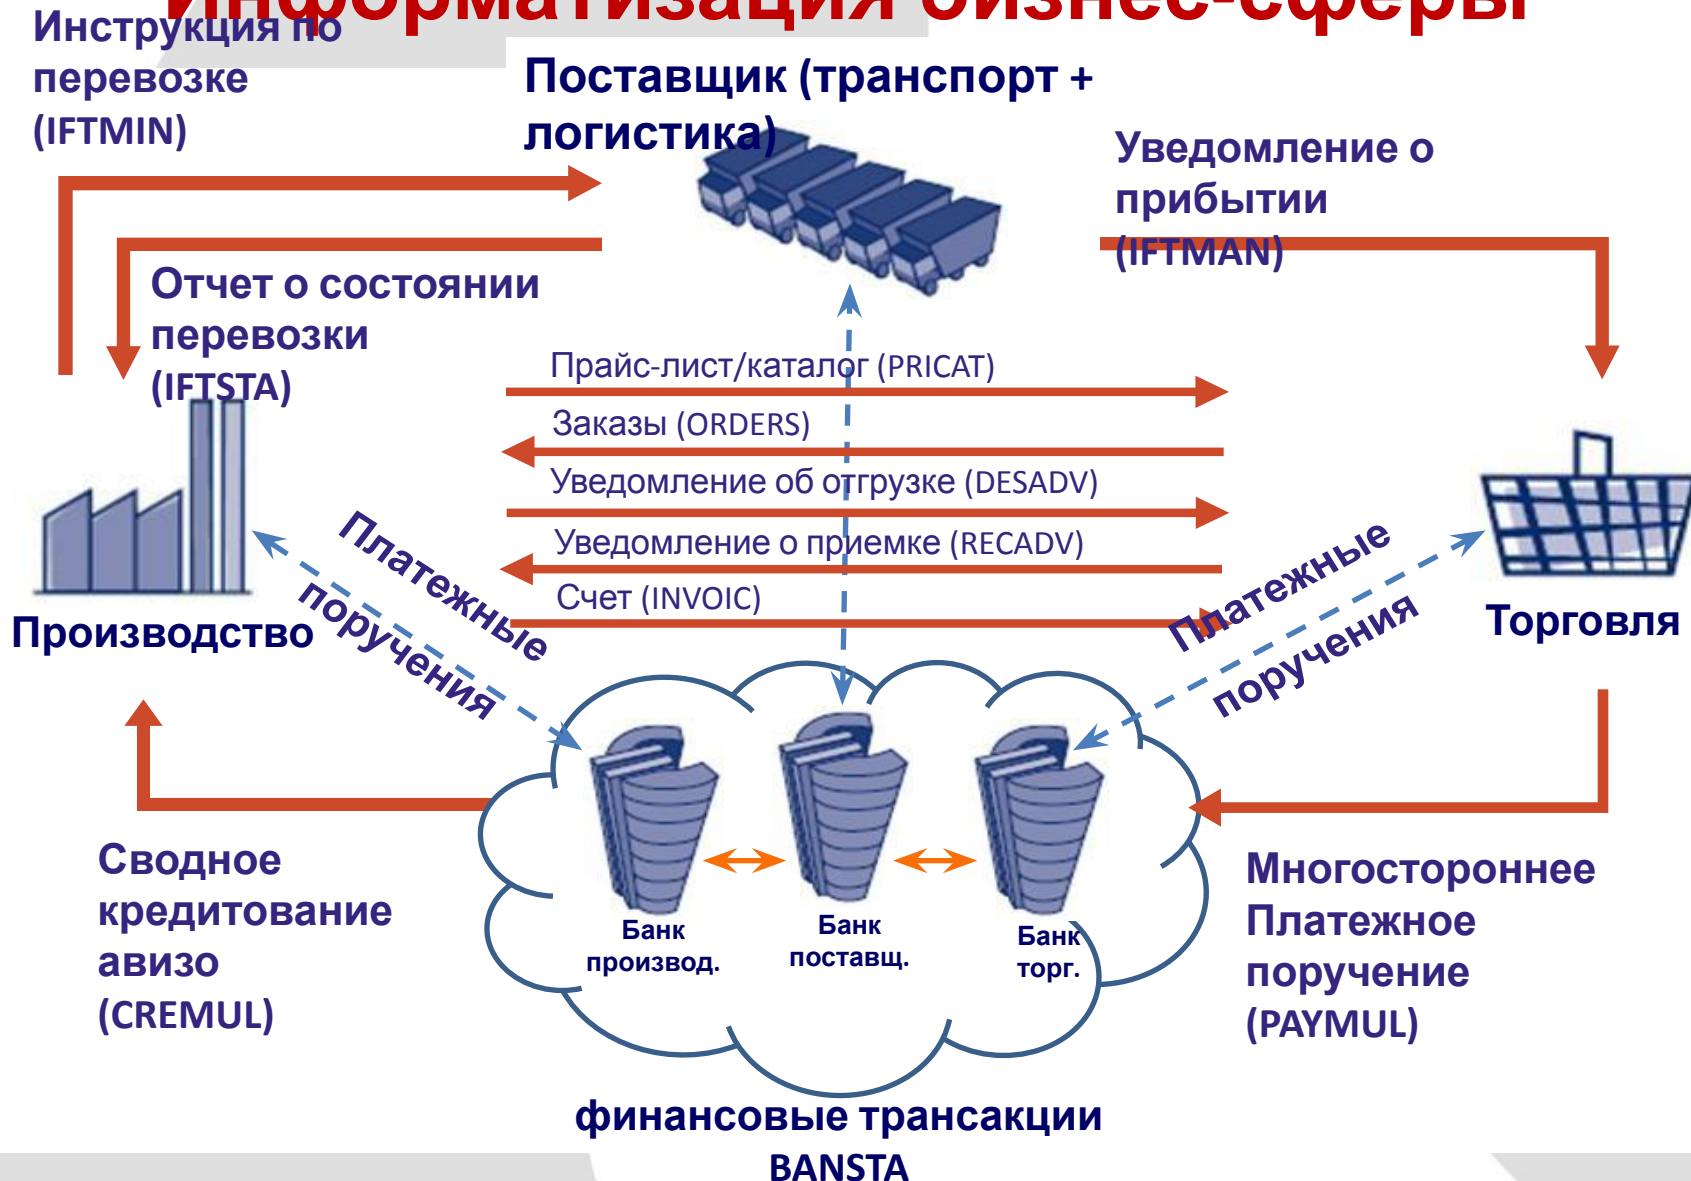 Информатизация бизнес-сферы
Инструкция по
перевозке
(IFTMIN)
Поставщик (транспорт +
логистика)
Уведомление о
прибытии
(IFTMAN)
Отчет о состоянии
перевозки
(IFTSTA)
Прайс-лист/каталог (PRICAT)
Заказы (ORDERS)
Уведомление об отгрузке (DESADV)
Уведомление о приемке (RECADV)
Счет (INVOIC)
Производство
Платежные
поручения
Платежные
поручения
Торговля
Сводное
кредитование
авизо
(CREMUL)
Банк
производ.
Банк
поставщ.
Банк
торг.
Многостороннее
Платежное
поручение
(PAYMUL)
финансовые трансакции
BANSTA